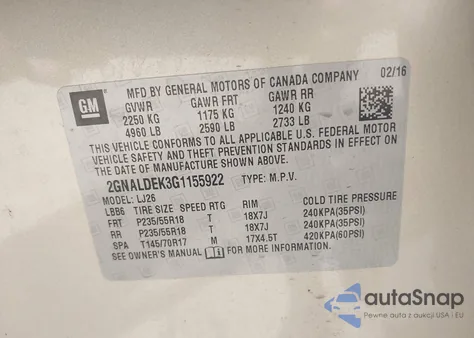 GM
MFD BY GENERAL MOTORS OF CANADA COMPANY 02/16
GVWR GAWR FRT GAWR RR
2250 KG 1175 KG 1240 KG
4960 LB 2590 LB 2733 LB
THIS VEHICLE CONFORMS TO ALL APPLICABLE U.S. FEDERAL MOTOR
VEHICLE SAFETY AND THEFT PREVENTION STANDARDS IN EFFECT ON
THE DATE OF MANUFACTURE SHOWN ABOVE.
2GNALDEK3G1155922 TYPE: M.P.V.
MODEL: LJ26
LBB6 TIRE SIZE SPEED RTG RIM COLD TIRE PRESSURE
FRT P235/55R18 T 18X7J 240KPA(35PSI)
RR P235/55R18 T 18X7J 240KPA(35PSI)
SPA T145/70R17 M 17X4.5T 420KPA(60PSI)
SEE OWNER'S MANUAL FOR MORE INFORMATION.
autoSnap
Pewne auta z aukcji USA i EU